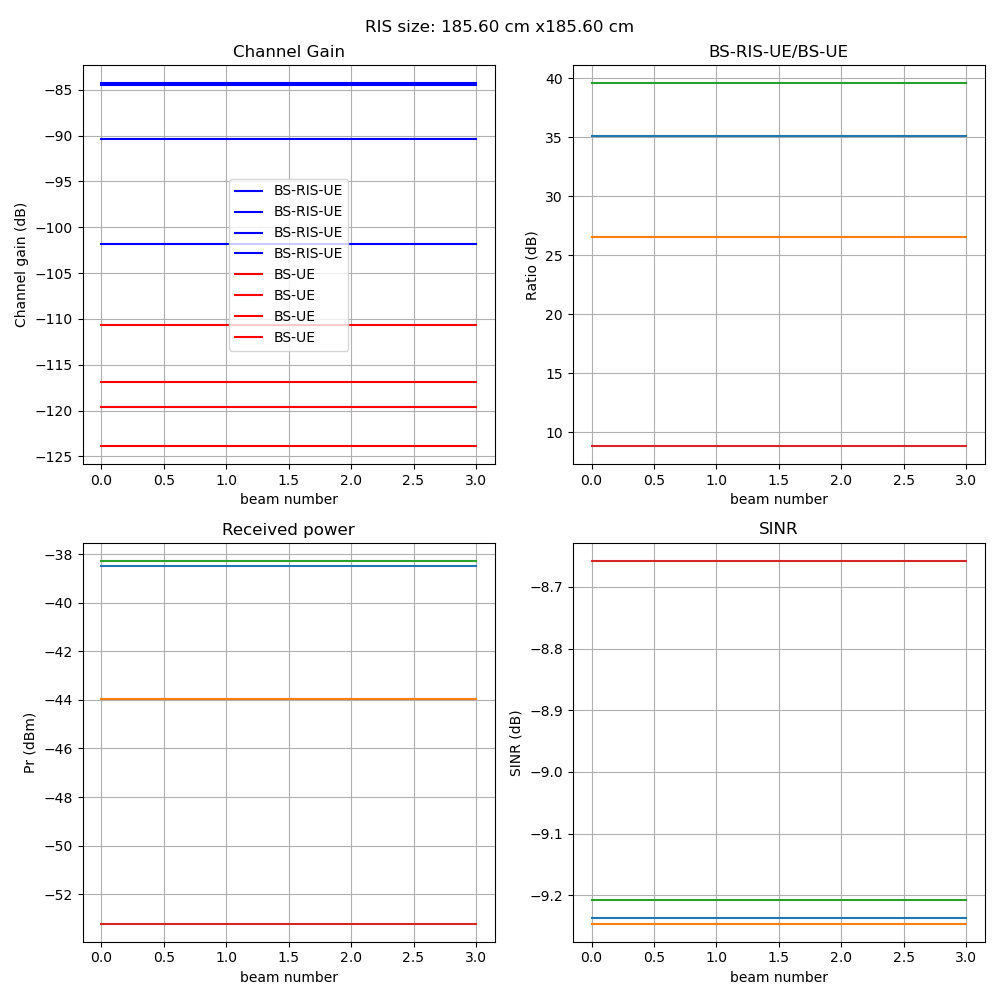 RIS size: 185.60 cm x185.60 cm
Channel Gain
Channel gain (dB)
−85
−90
−95
−100
−105
−110
−115
−120
−125
BS-RIS-UE
BS-RIS-UE
BS-RIS-UE
BS-RIS-UE
BS-UE
BS-UE
BS-UE
BS-UE
0.0 0.5 1.0 1.5 2.0 2.5 3.0
beam number
BS-RIS-UE/BS-UE
Ratio (dB)
40
35
30
25
20
15
10
0.0 0.5 1.0 1.5 2.0 2.5 3.0
beam number
Received power
Pr (dBm)
−38
−40
−42
−44
−46
−48
−50
−52
0.0 0.5 1.0 1.5 2.0 2.5 3.0
beam number
SINR
SINR (dB)
−8.7
−8.8
−8.9
−9.0
−9.1
−9.2
0.0 0.5 1.0 1.5 2.0 2.5 3.0
beam number